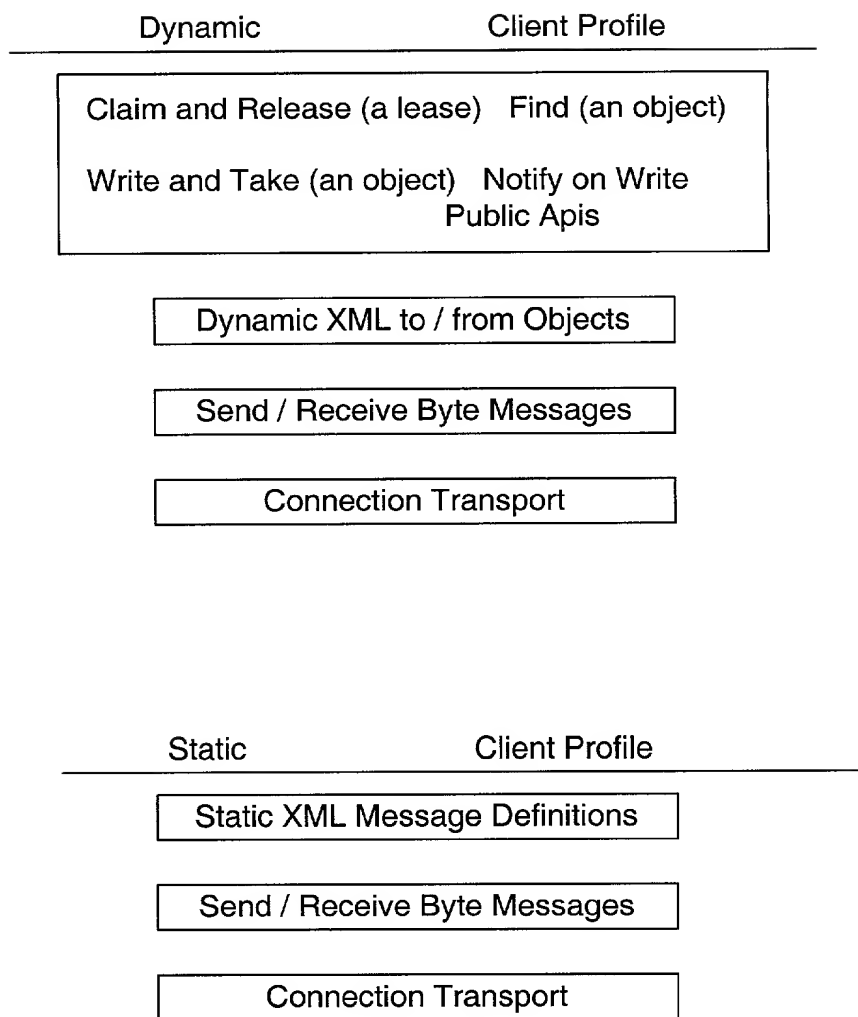 Dynamic Client Profile
Claim and Release (a lease) Find (an object)
Write and Take (an object) Notify on Write
Public Apis
Dynamic XML to / from Objects
Send / Receive Byte Messages
Connection Transport
Static Client Profile
Static XML Message Definitions
Send / Receive Byte Messages
Connection Transport